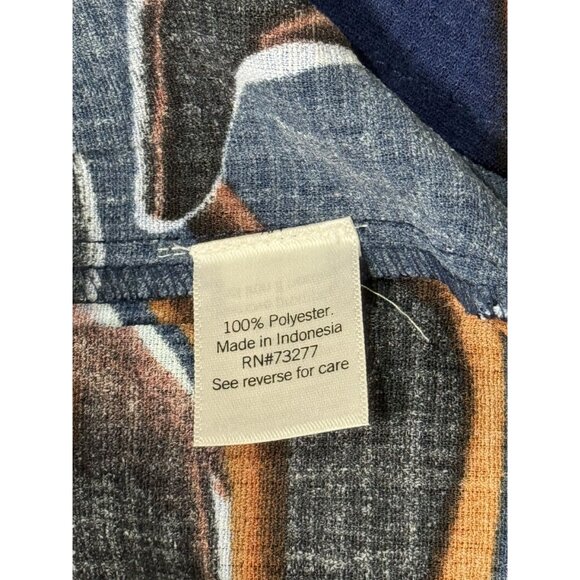 100% Polyester.
Made in Indonesia
RN#73277
See reverse for care